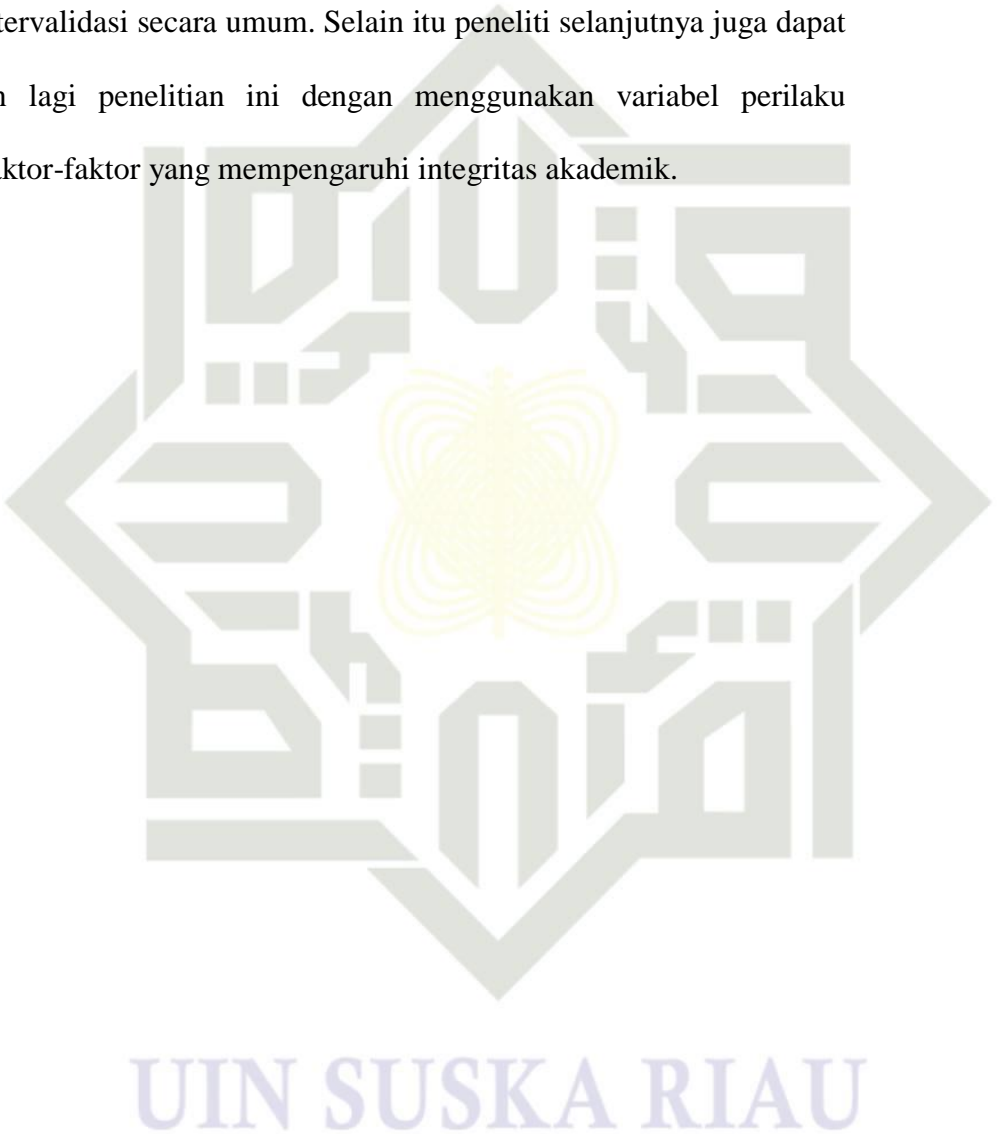 tervalidasi secara umum. Selain itu peneliti selanjutnya juga dapat
lagi penelitian ini dengan menggunakan variabel perilaku
faktor-faktor yang mempengaruhi integritas akademik.
UIN SUSKA RIAU